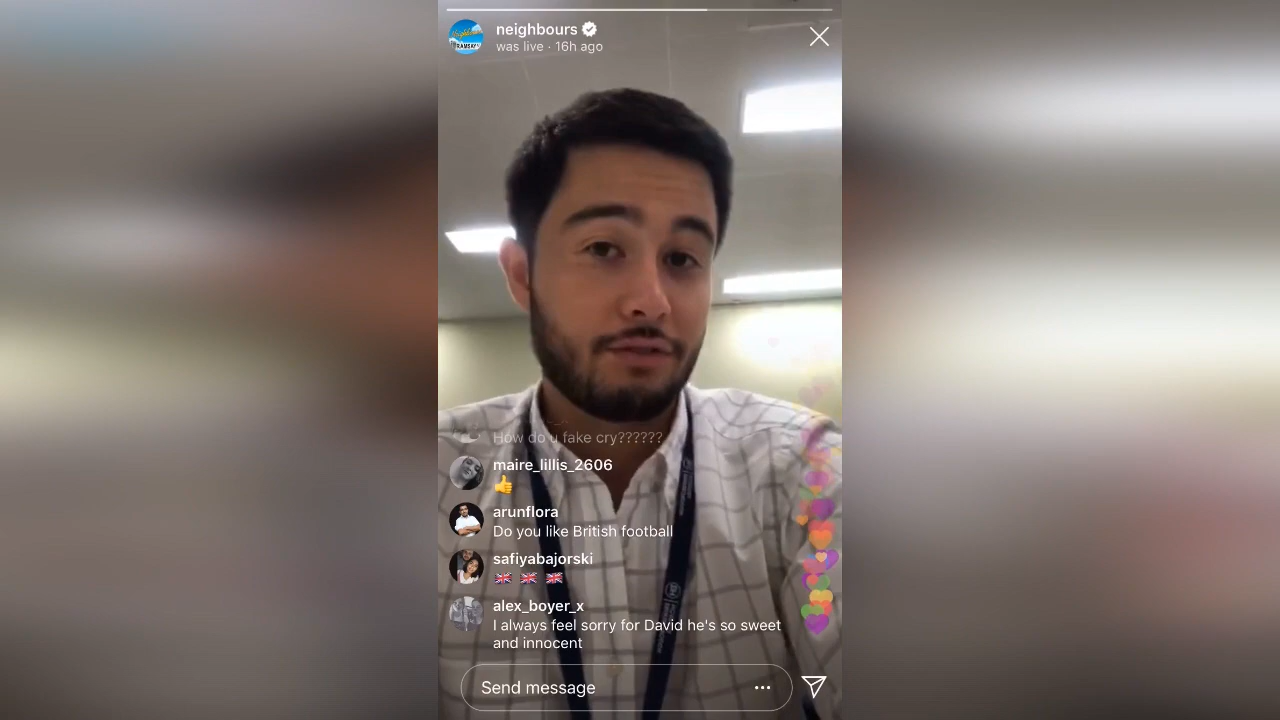 neighbours
was live · 16h ago
RAMSAY
How do u fake cry??????
maire_lillis_2606
👍
arunflora
Do you like British football
safiyabajorski
🇬🇧 🇬🇧 🇬🇧
alex_boyer_x
I always feel sorry for David he's so sweet
and innocent
Send message